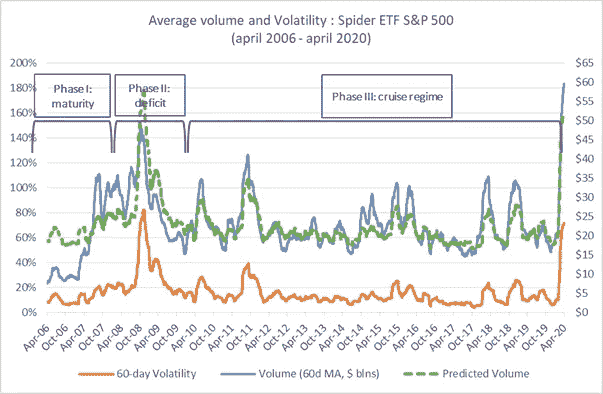 Average volume and Volatility : Spider ETF S&P 500
(april 2006 - april 2020)
200%
180%
160%
140%
120%
100%
80%
60%
40%
20%
0%
$65
$60
$55
$50
$45
$40
$35
$30
$25
$20
$15
$10
$5
$0
Phase I:
maturity
Phase II:
deficit
Phase III: cruise regime
Apr-06
Oct-06
Apr-07
Oct-07
Apr-08
Oct-08
Apr-09
Oct-09
Apr-10
Oct-10
Apr-11
Oct-11
Apr-12
Oct-12
Apr-13
Oct-13
Apr-14
Oct-14
Apr-15
Oct-15
Apr-16
Oct-16
Apr-17
Oct-17
Apr-18
Oct-18
Apr-19
Oct-19
Apr-20
60-day Volatility
Volume (60d MA, $ blns)
Predicted Volume